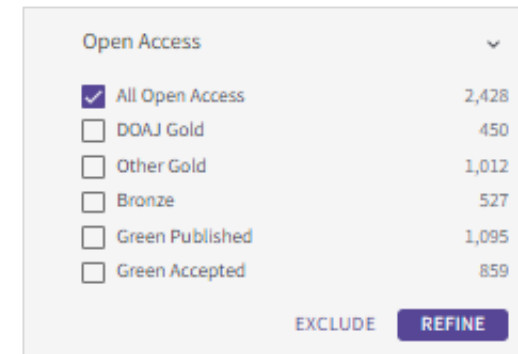 Open Access
All Open Access 2,428
DOAJ Gold 450
Other Gold 1,012
Bronze 527
Green Published 1,095
Green Accepted 859
EXCLUDE REFINE